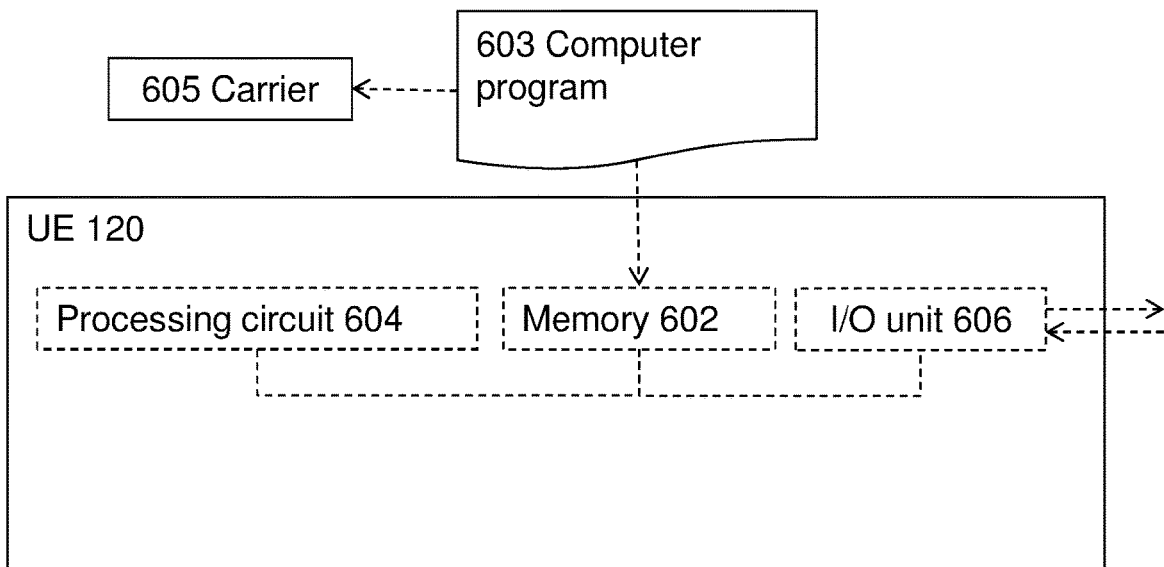 603 Computer
program
605 Carrier
UE 120
Processing circuit 604
Memory 602
I/O unit 606